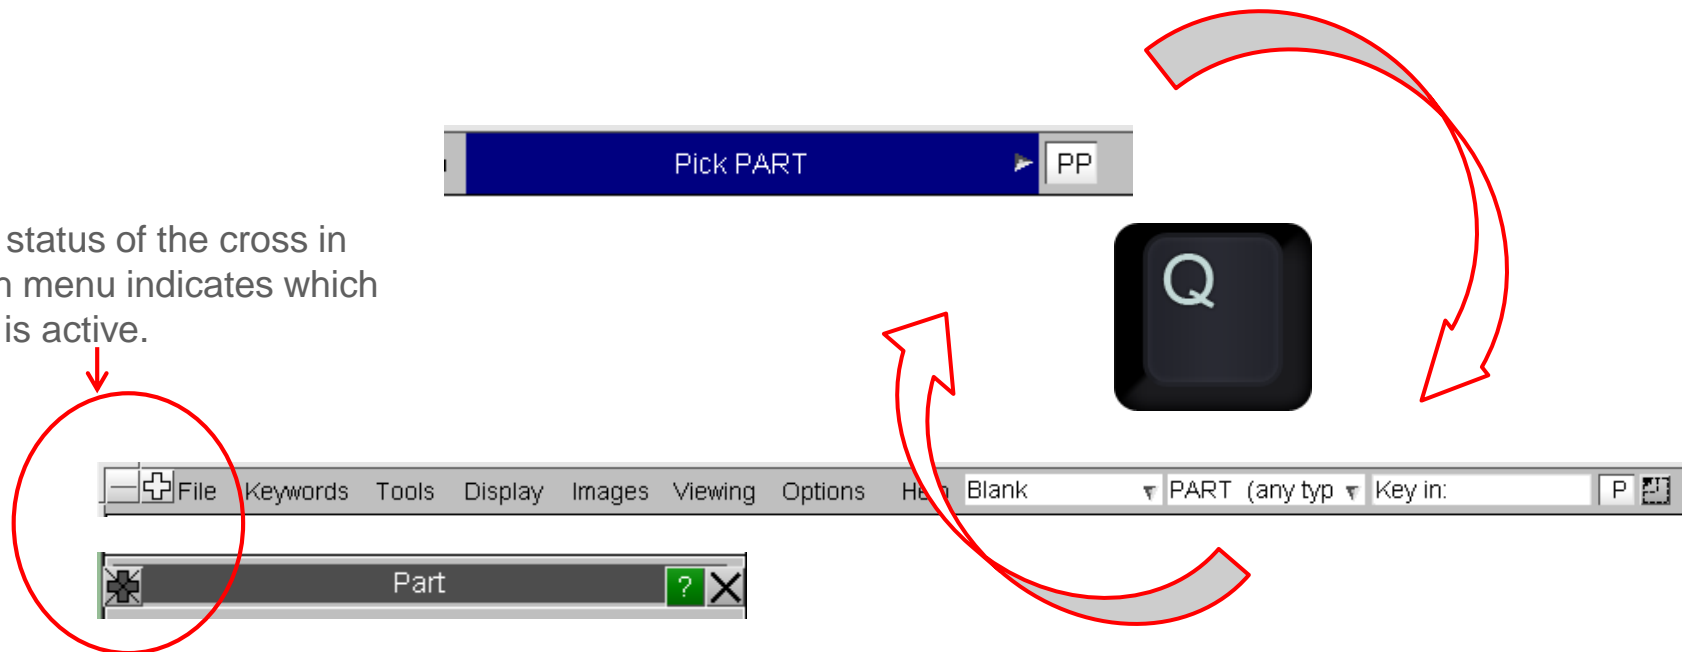 Pick PART PP
status of the cross in
menu indicates which
is active.
Q
File Keywords Tools Display Images Viewing Options Help Blank PART (any typ Key in: P
Part ?